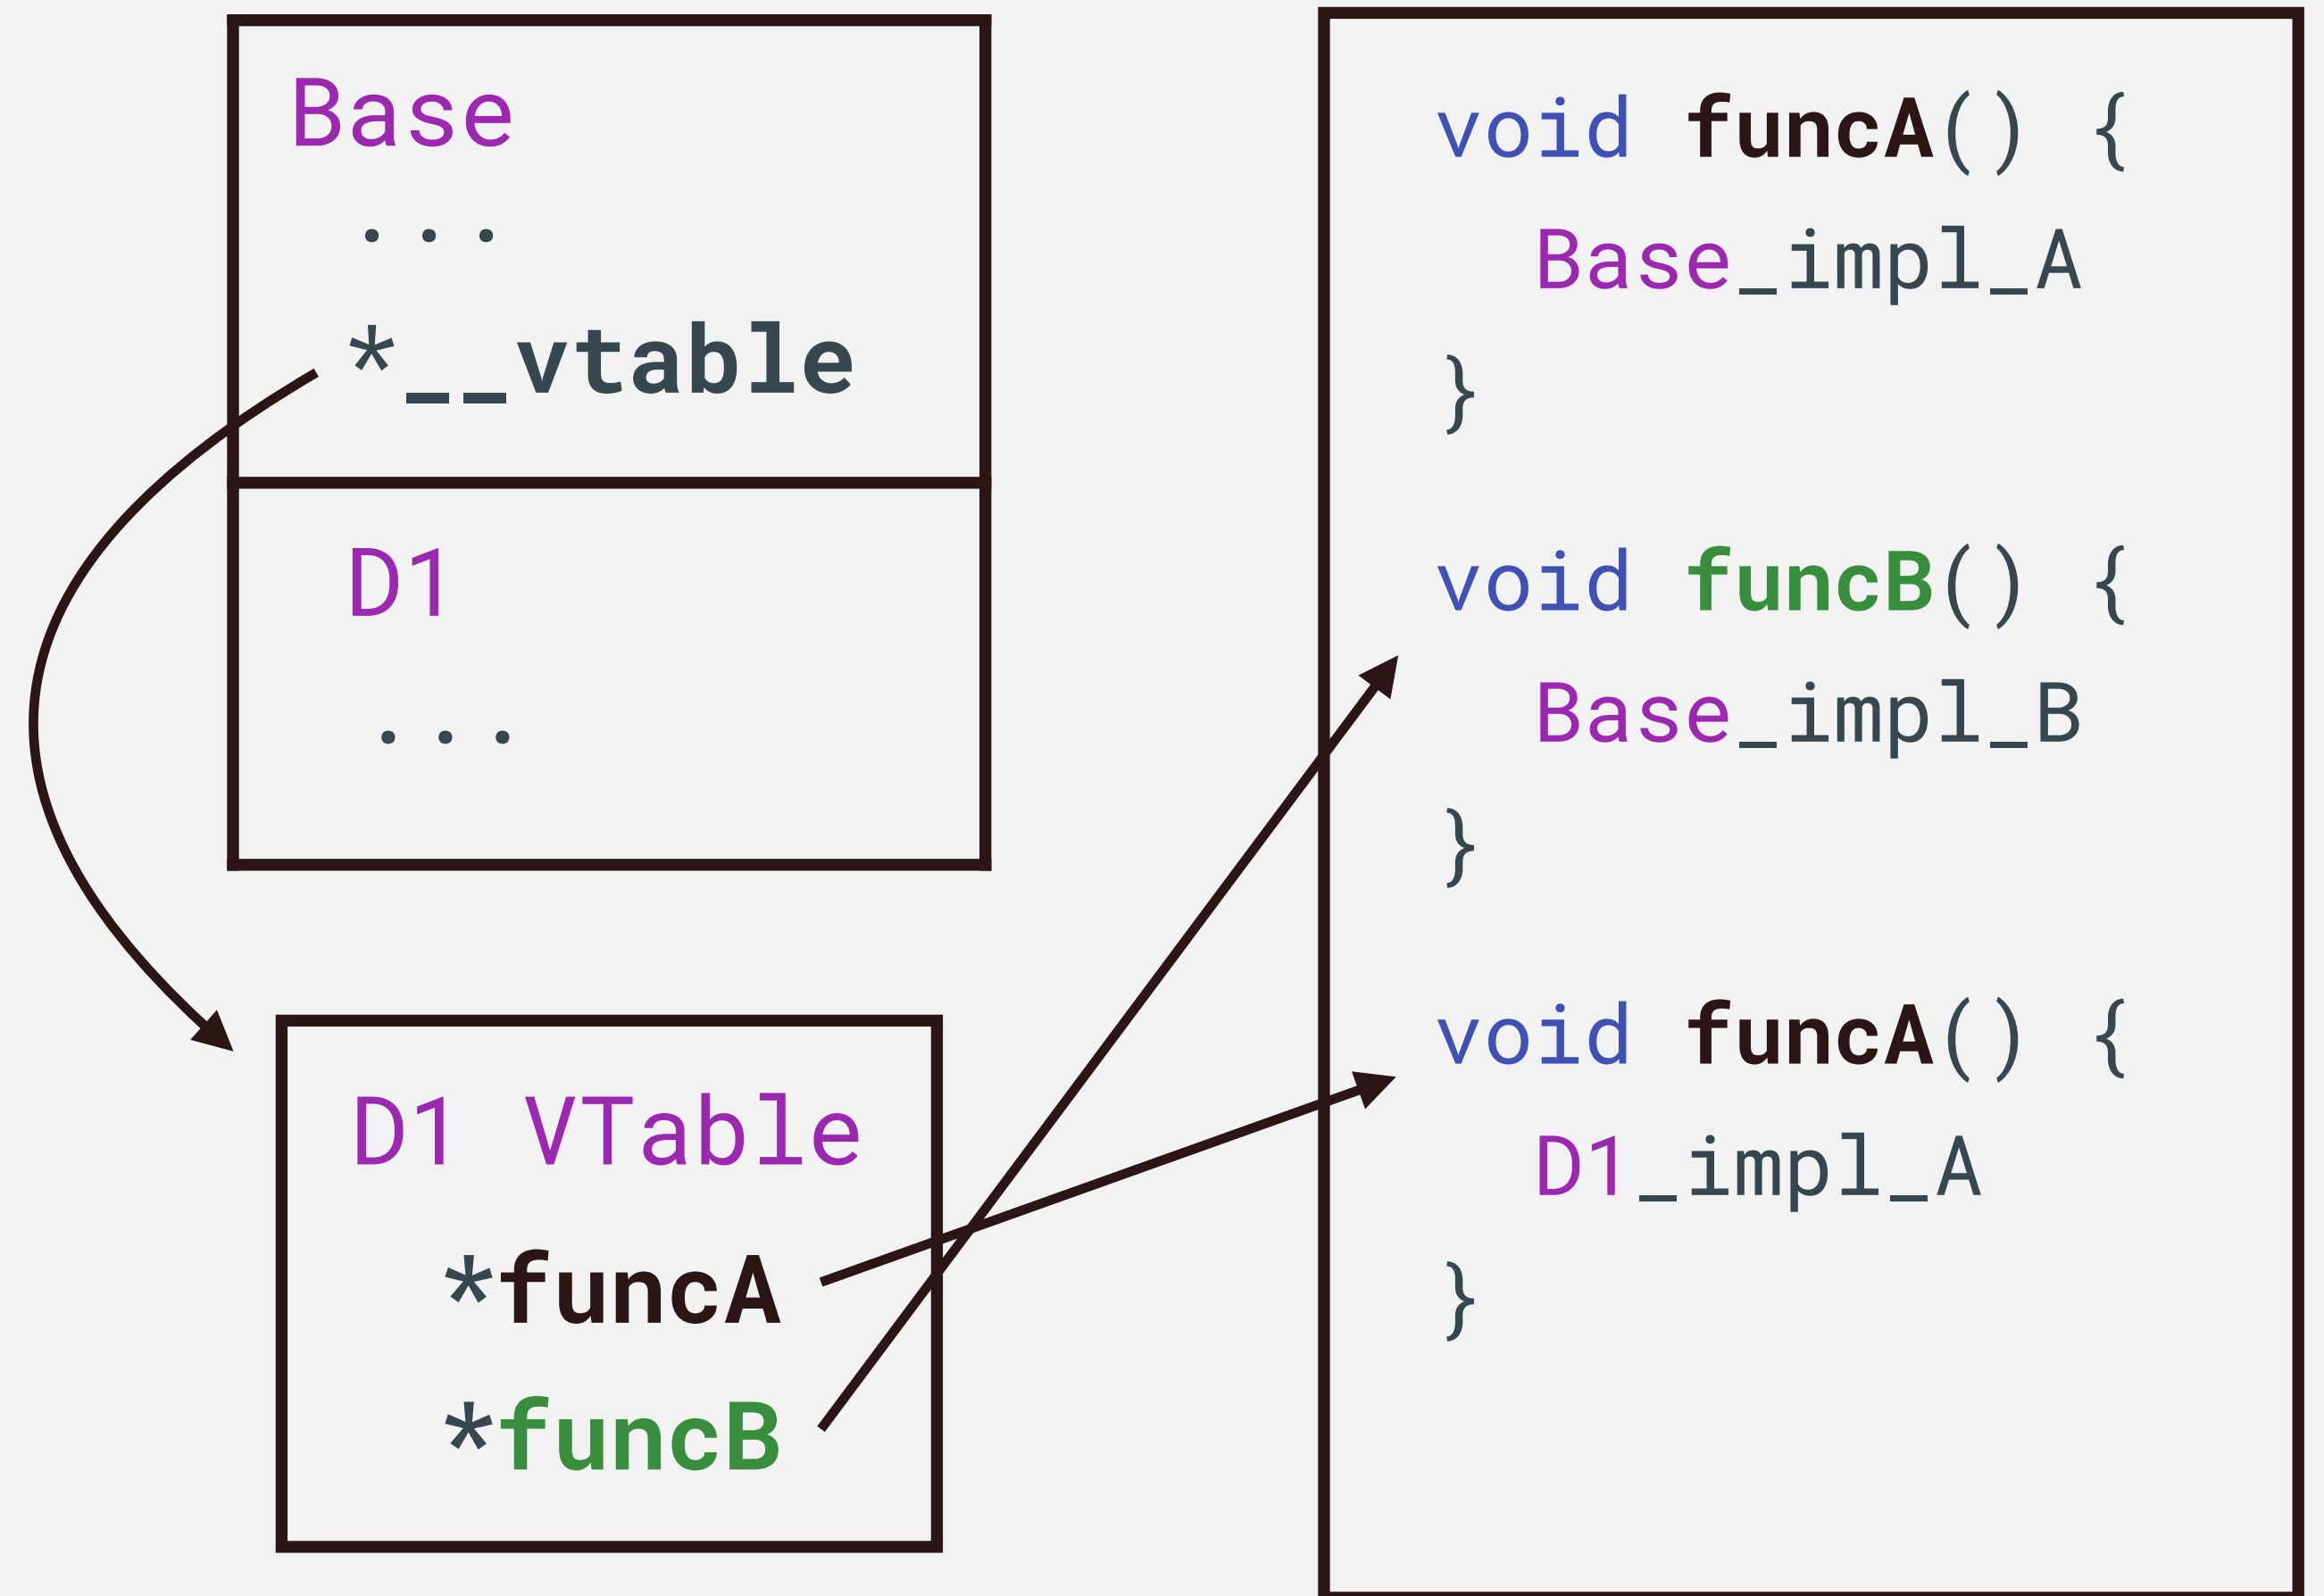 Base
...
*__vtable
D1
...
D1 VTable
*funcA
*funcB
void funcA() {
Base_impl_A
}
void funcB() {
Base_impl_B
}
void funcA() {
D1_impl_A
}